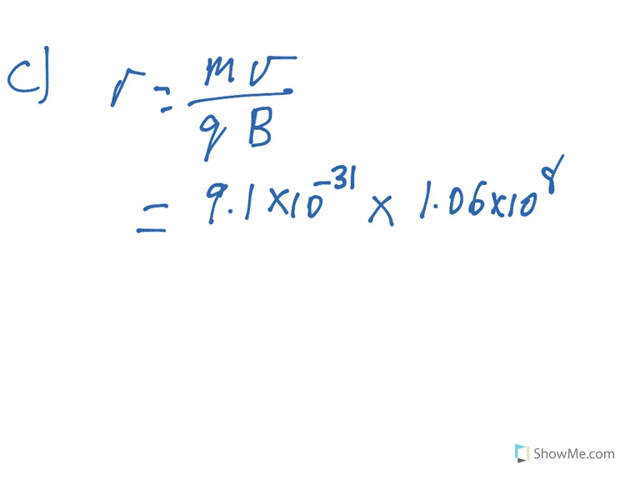 c) r = mv / qB
= 9.1×10⁻³¹ × 1.06×10⁸
ShowMe.com